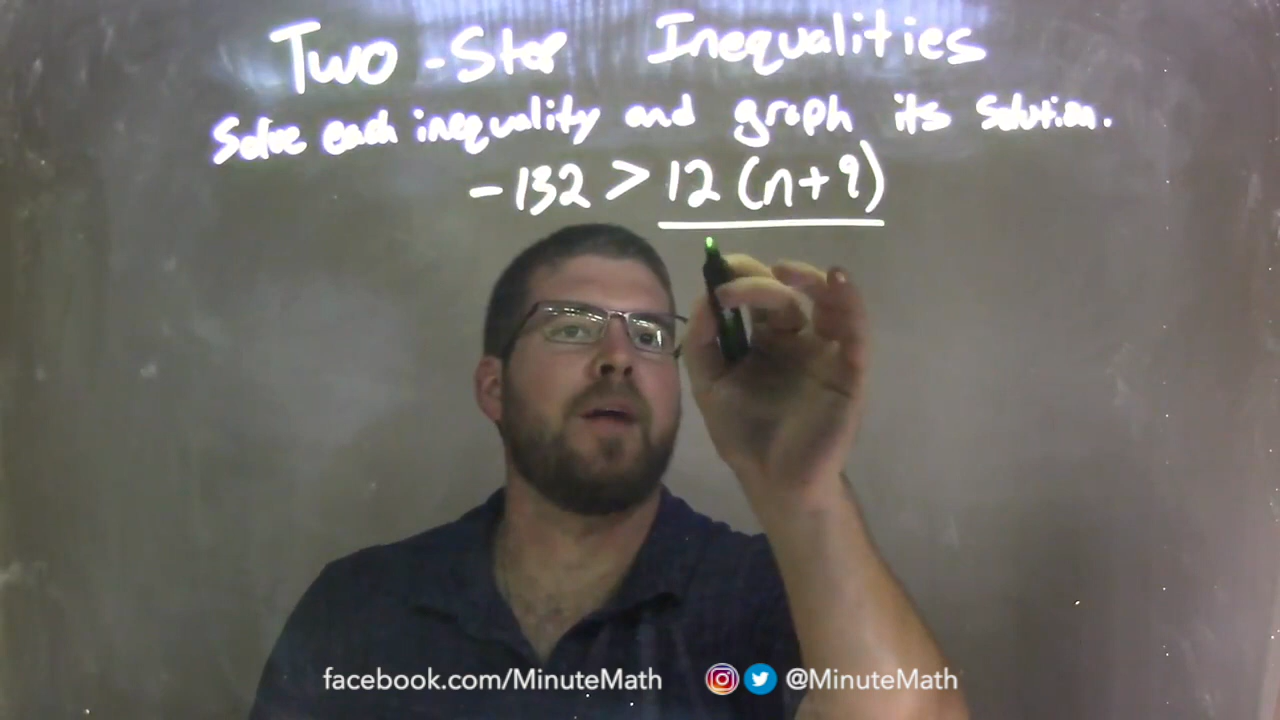 Two-Step Inequalities
Solve each inequality and graph its solution.
-132 > 12 (n+9)
facebook.com/MinuteMath @MinuteMath